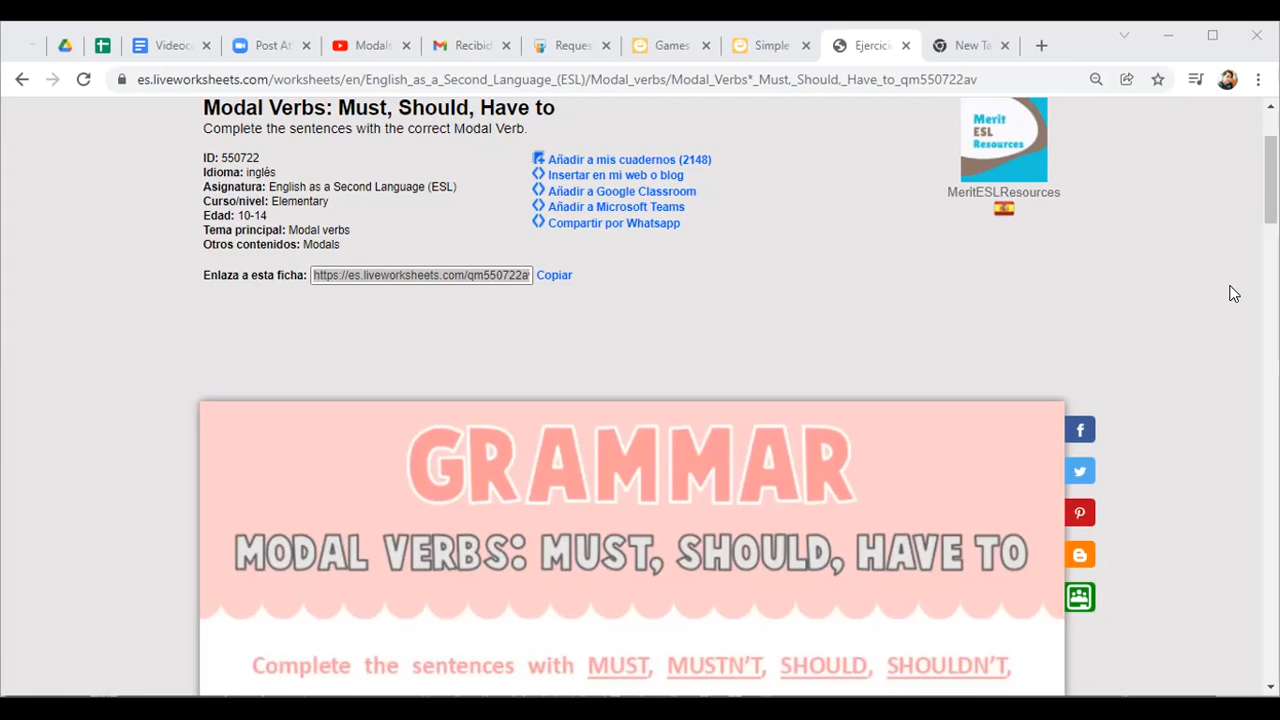 Videoc
Post At
Modals
Recibid
Reques
Games
Simple
Ejercici
New Ta
es.liveworksheets.com/worksheets/en/English_as_a_Second_Language_(ESL)/Modal_verbs/Modal_Verbs*_Must,_Should,_Have_to_qm550722av
Modal Verbs: Must, Should, Have to
Complete the sentences with the correct Modal Verb.
ID: 550722
Idioma: inglés
Asignatura: English as a Second Language (ESL)
Curso/nivel: Elementary
Edad: 10-14
Tema principal: Modal verbs
Otros contenidos: Modals
Añadir a mis cuadernos (2148)
Insertar en mi web o blog
Añadir a Google Classroom
Añadir a Microsoft Teams
Compartir por Whatsapp
Merit
ESL
Resources
MeritESLResources
Enlaza a esta ficha: https://es.liveworksheets.com/qm550722a Copiar
GRAMMAR
MODAL VERBS: MUST, SHOULD, HAVE TO
Complete the sentences with MUST, MUSTN'T, SHOULD, SHOULDN'T,